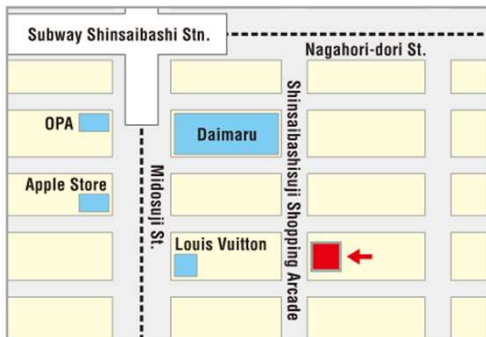 Subway Shinsaibashi Stn.
Nagahori-dori St.
OPA
Daimaru
Shinsaibashisuji Shopping Arcade
Apple Store
Midosuji St.
Louis Vuitton